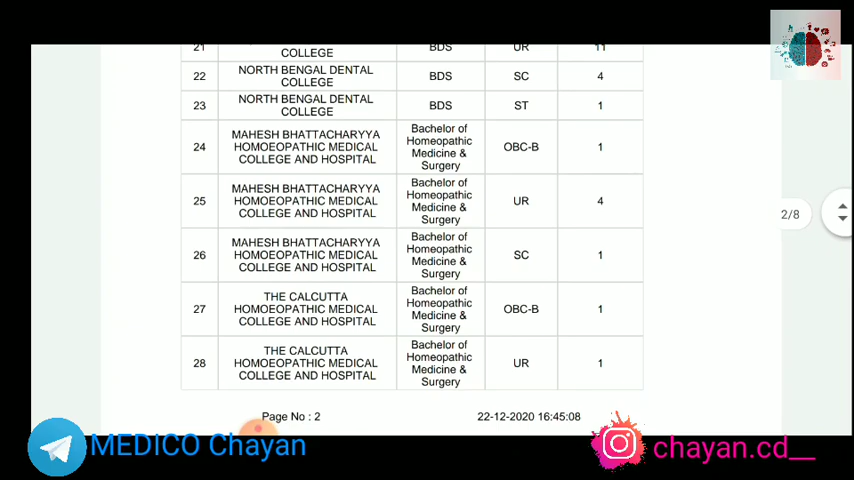 21 COLLEGE BDS UR 11
22 NORTH BENGAL DENTAL COLLEGE BDS SC 4
23 NORTH BENGAL DENTAL COLLEGE BDS ST 1
24 MAHESH BHATTACHARYYA HOMOEOPATHIC MEDICAL COLLEGE AND HOSPITAL Bachelor of Homeopathic Medicine & Surgery OBC-B 1
25 MAHESH BHATTACHARYYA HOMOEOPATHIC MEDICAL COLLEGE AND HOSPITAL Bachelor of Homeopathic Medicine & Surgery UR 4
26 MAHESH BHATTACHARYYA HOMOEOPATHIC MEDICAL COLLEGE AND HOSPITAL Bachelor of Homeopathic Medicine & Surgery SC 1
27 THE CALCUTTA HOMOEOPATHIC MEDICAL COLLEGE AND HOSPITAL Bachelor of Homeopathic Medicine & Surgery OBC-B 1
28 THE CALCUTTA HOMOEOPATHIC MEDICAL COLLEGE AND HOSPITAL Bachelor of Homeopathic Medicine & Surgery UR 1
2/8
Page No : 2 22-12-2020 16:45:08
MEDICO Chayan
chayan.cd__